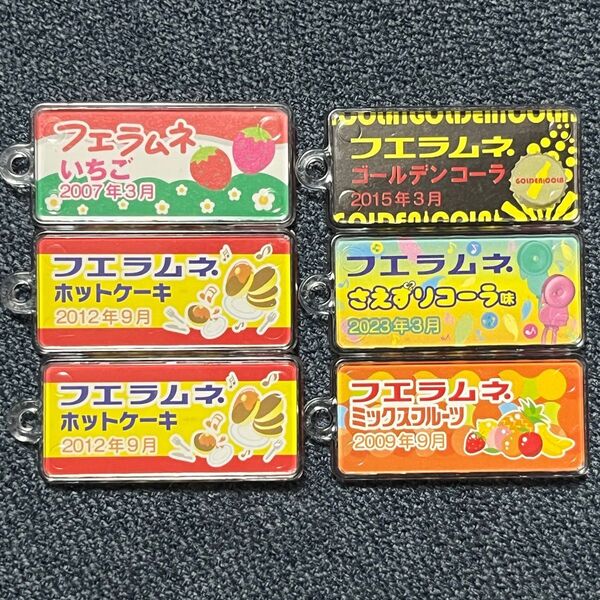 フエラムネ
いちご
2007年3月
フエラムネ
ホットケーキ
2012年9月
フエラムネ
ホットケーキ
2012年9月
フエラムネ
ゴールデンコーラ
2015年3月
GOLDEN!COLA
フエラムネ
さえずりコーラ味
2023年3月
フエラムネ
ミックスフルーツ
2009年9月